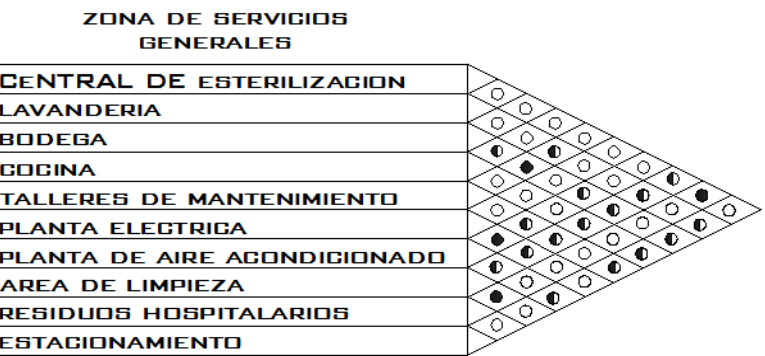 ZONA DE SERVICIOS
GENERALES
CENTRAL DE ESTERILIZACION
LAVANDERIA
BODEGA
COCINA
TALLERES DE MANTENIMIENTO
PLANTA ELECTRICA
PLANTA DE AIRE ACONDICIONADO
AREA DE LIMPIEZA
RESIDUOS HOSPITALARIOS
ESTACIONAMIENTO